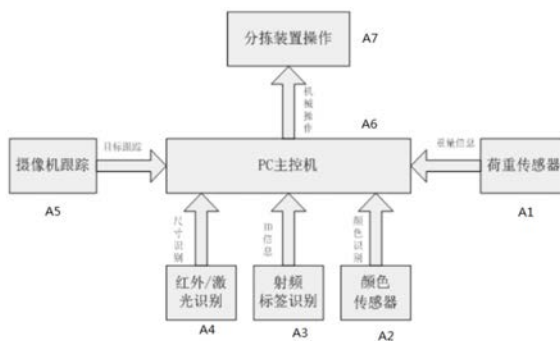 分拣装置操作
A7
机械操作
A6
目标跟踪
重量信息
摄像机跟踪
PC主控机
荷重传感器
A5
A1
尺寸识别
ID信息
颜色识别
红外/激
光识别
射频
标签识别
颜色
传感器
A4
A3
A2